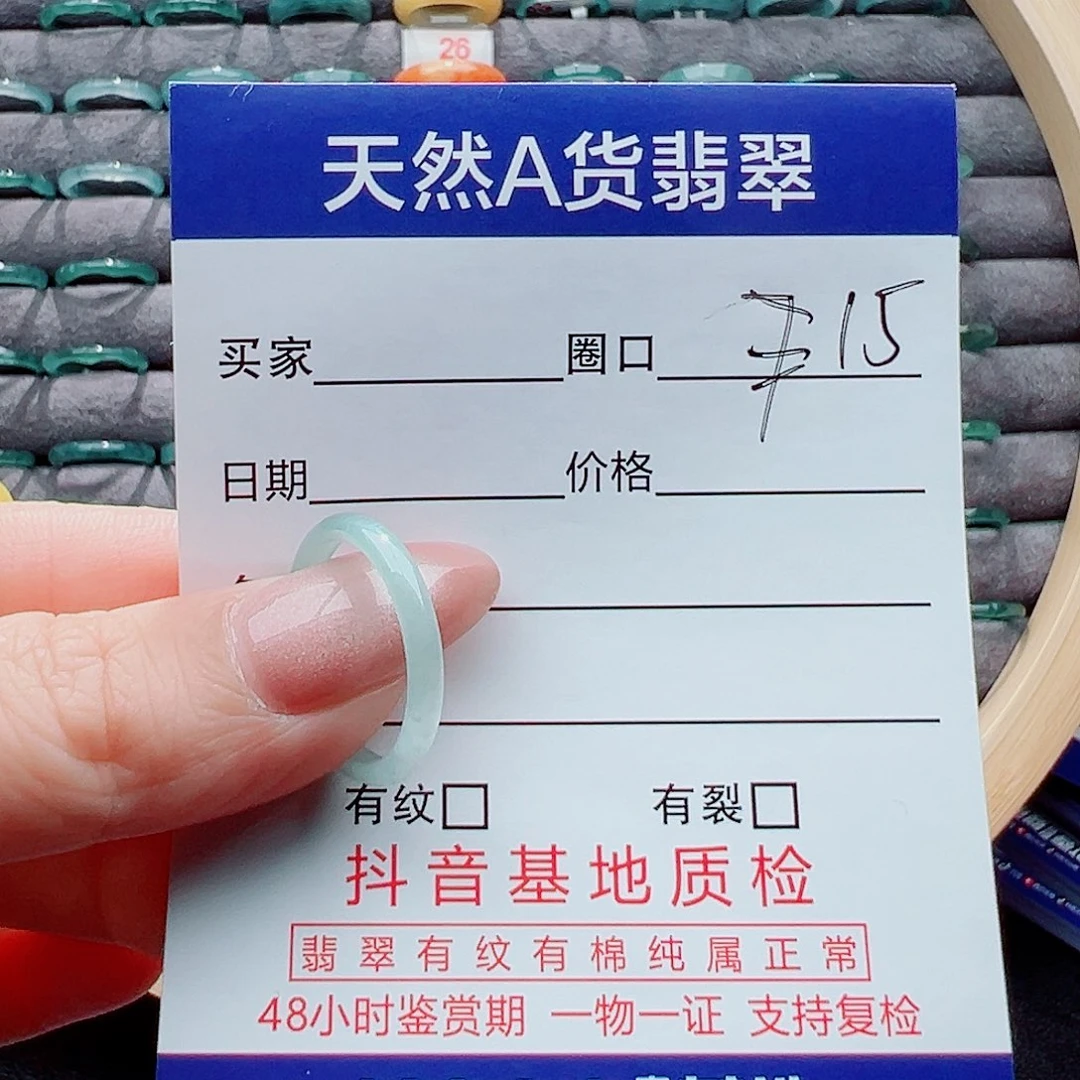 26
天然A货翡翠
买家 圈口 15
日期 价格
有纹 有裂
抖音基地质检
翡翠有纹有棉纯属正常
48小时鉴赏期 一物一证 支持复检